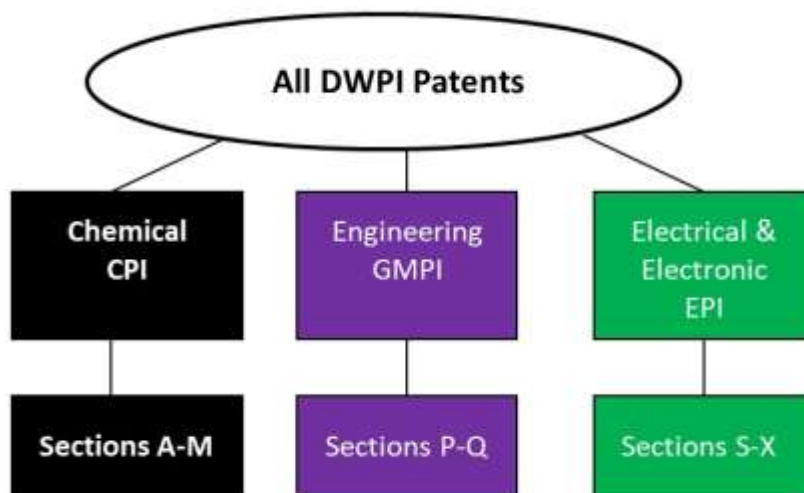 All DWPI Patents
Chemical
CPI
Engineering
GMPI
Electrical &
Electronic
EPI
Sections A-M
Sections P-Q
Sections S-X